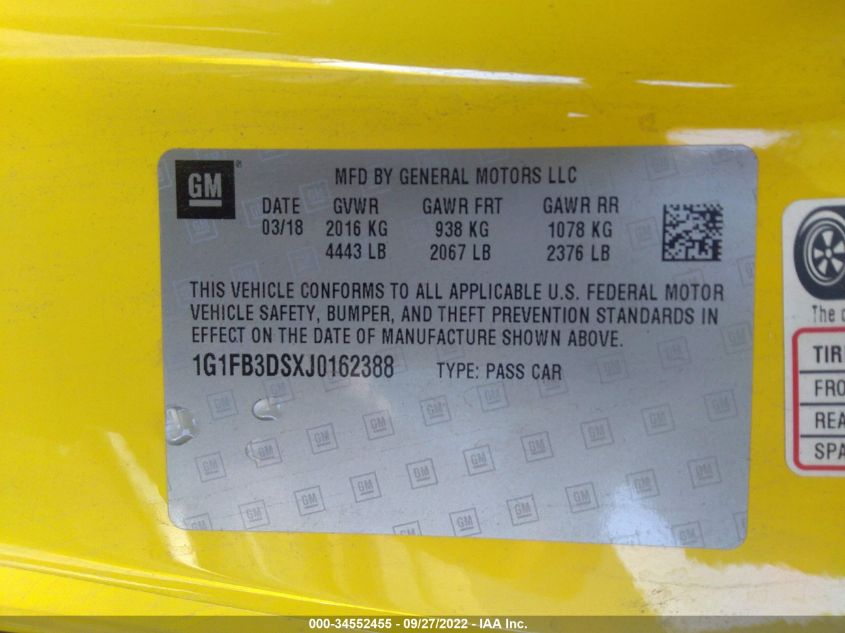 GM
MFD BY GENERAL MOTORS LLC
DATE GVWR GAWR FRT GAWR RR
03/18 2016 KG 938 KG 1078 KG
4443 LB 2067 LB 2376 LB
THIS VEHICLE CONFORMS TO ALL APPLICABLE U.S. FEDERAL MOTOR
VEHICLE SAFETY, BUMPER, AND THEFT PREVENTION STANDARDS IN
EFFECT ON THE DATE OF MANUFACTURE SHOWN ABOVE.
1G1FB3DSXJ0162388 TYPE: PASS CAR
The
TIR
FRO
REA
SPA
000-34552455 - 09/27/2022 - IAA Inc.